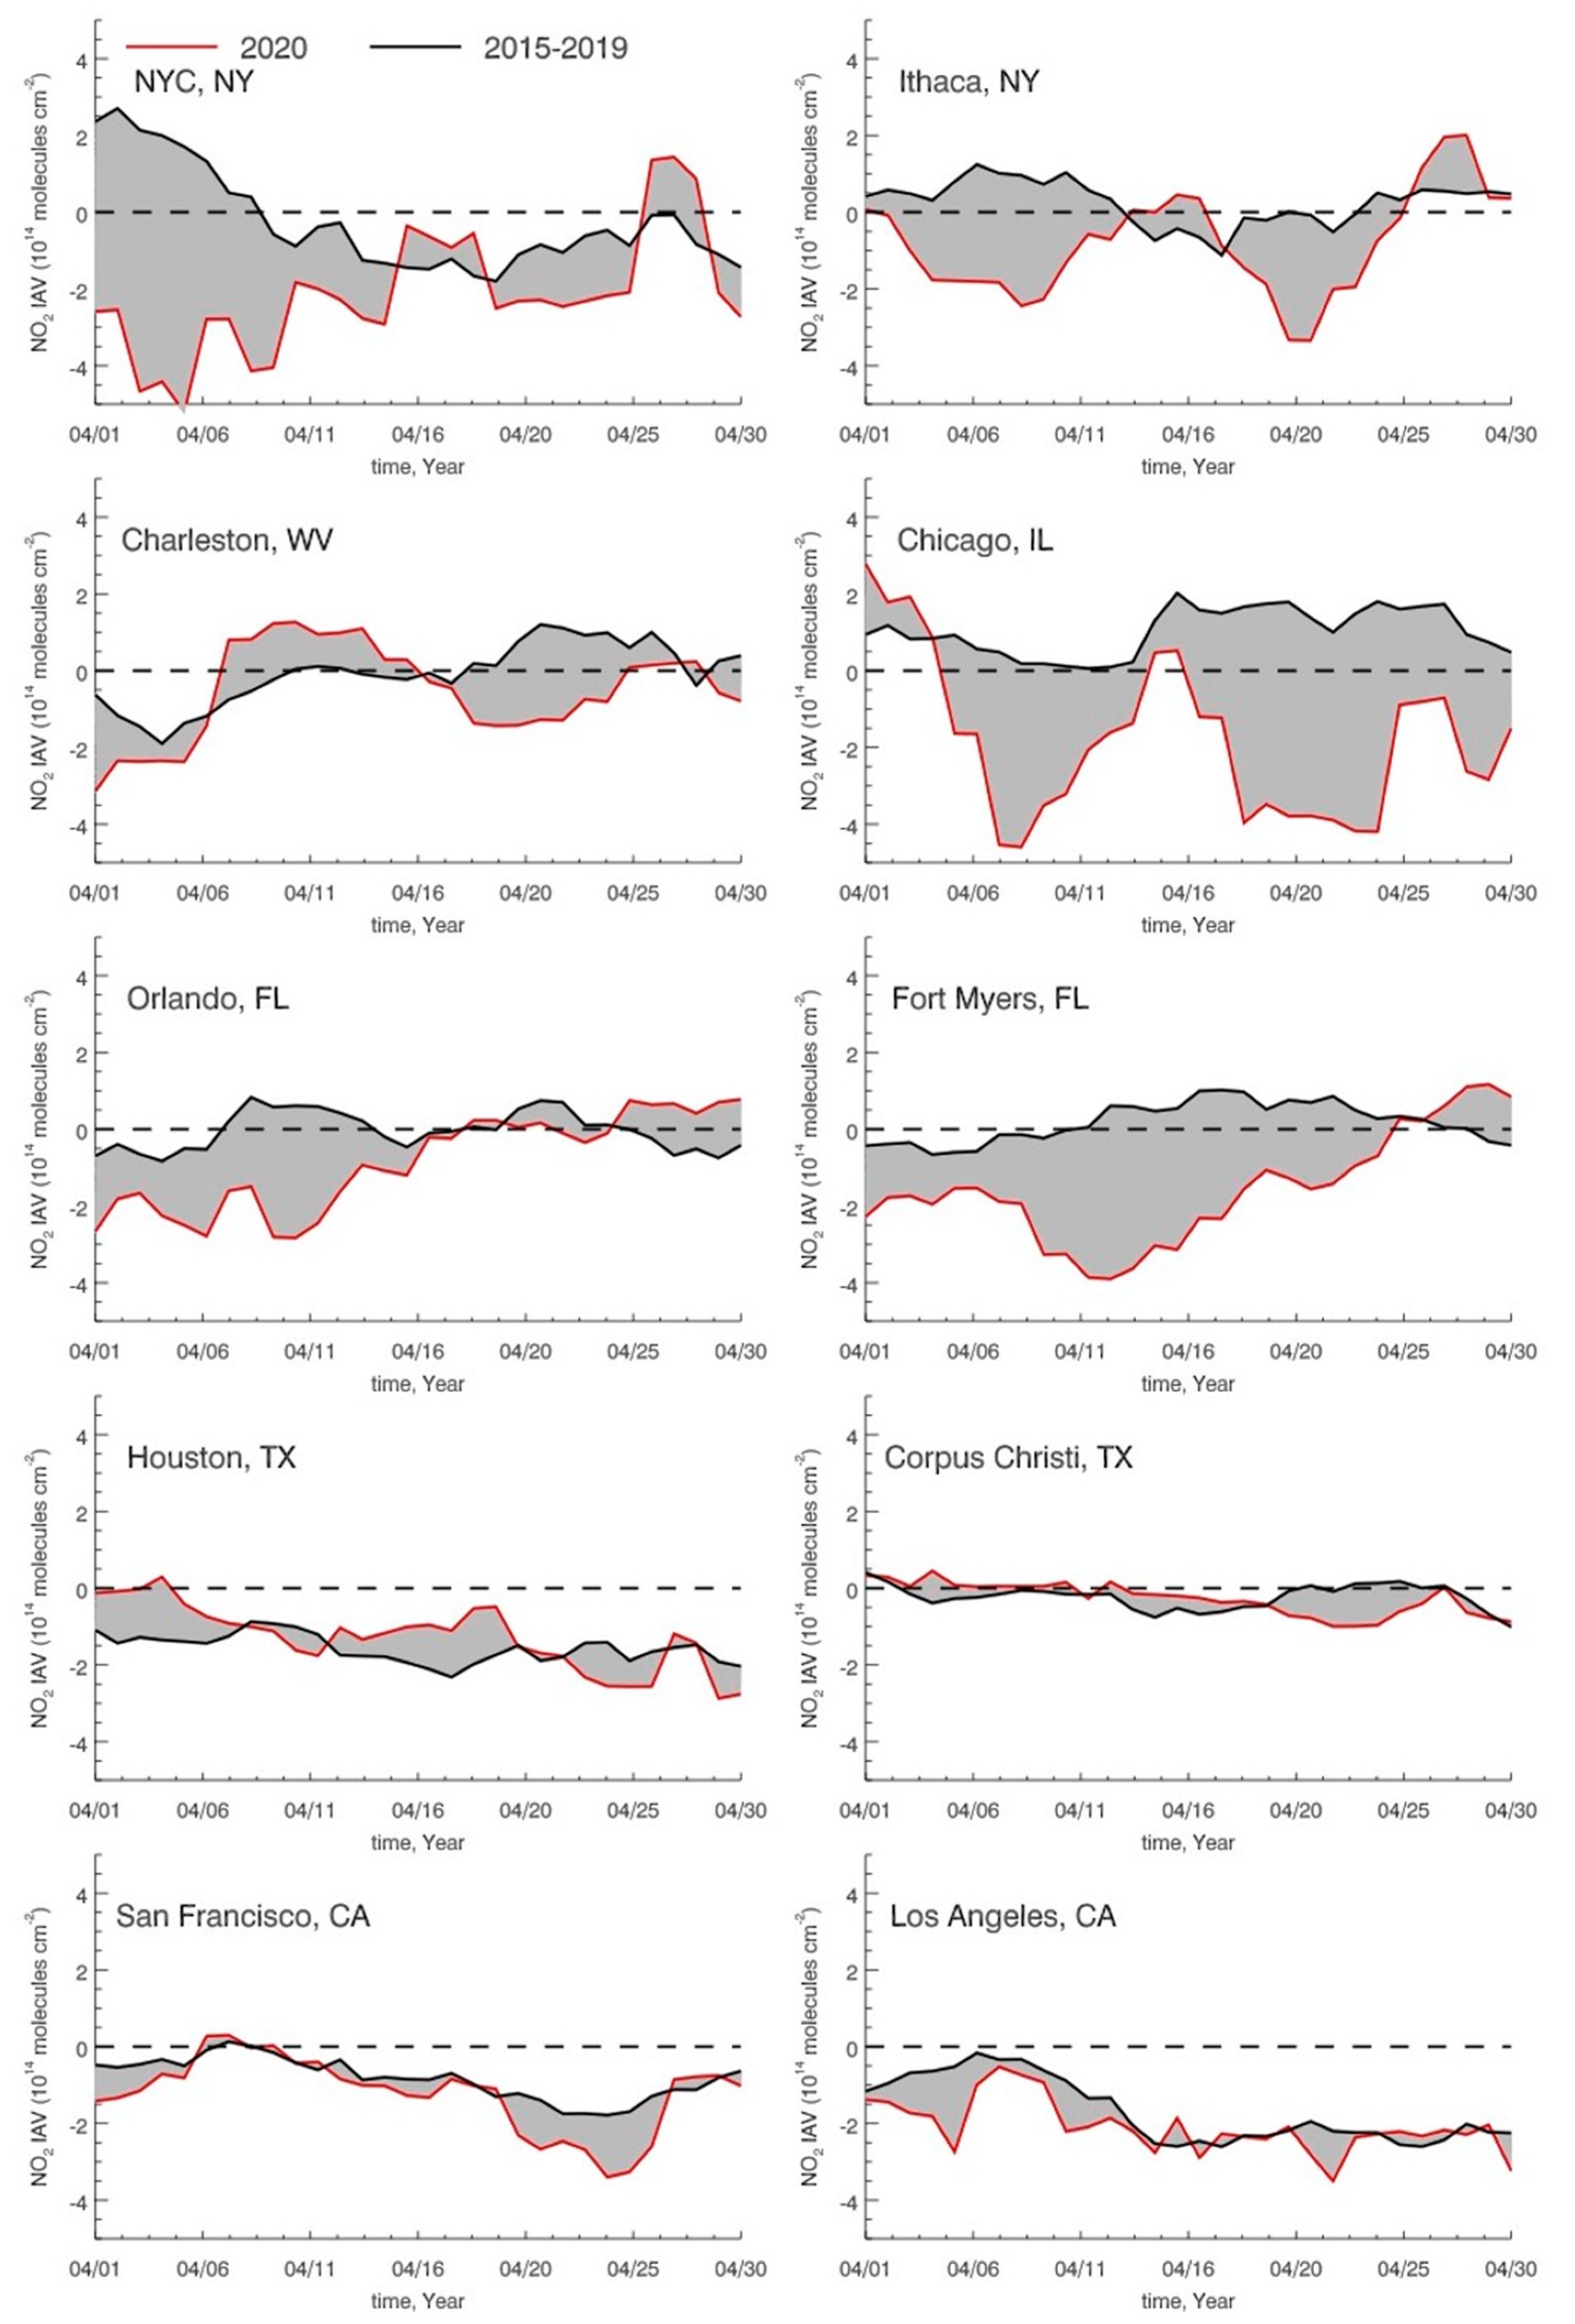 2020
2015-2019
NYC, NY
NO2 IAV (10^14 molecules cm^-2)
4
2
0
-2
-4
04/01 04/06 04/11 04/16 04/20 04/25 04/30
time, Year
Ithaca, NY
NO2 IAV (10^14 molecules cm^-2)
4
2
0
-2
-4
04/01 04/06 04/11 04/16 04/20 04/25 04/30
time, Year
Charleston, WV
NO2 IAV (10^14 molecules cm^-2)
4
2
0
-2
-4
04/01 04/06 04/11 04/16 04/20 04/25 04/30
time, Year
Chicago, IL
NO2 IAV (10^14 molecules cm^-2)
4
2
0
-2
-4
04/01 04/06 04/11 04/16 04/20 04/25 04/30
time, Year
Orlando, FL
NO2 IAV (10^14 molecules cm^-2)
4
2
0
-2
-4
04/01 04/06 04/11 04/16 04/20 04/25 04/30
time, Year
Fort Myers, FL
NO2 IAV (10^14 molecules cm^-2)
4
2
0
-2
-4
04/01 04/06 04/11 04/16 04/20 04/25 04/30
time, Year
Houston, TX
NO2 IAV (10^14 molecules cm^-2)
4
2
0
-2
-4
04/01 04/06 04/11 04/16 04/20 04/25 04/30
time, Year
Corpus Christi, TX
NO2 IAV (10^14 molecules cm^-2)
4
2
0
-2
-4
04/01 04/06 04/11 04/16 04/20 04/25 04/30
time, Year
San Francisco, CA
NO2 IAV (10^14 molecules cm^-2)
4
2
0
-2
-4
04/01 04/06 04/11 04/16 04/20 04/25 04/30
time, Year
Los Angeles, CA
NO2 IAV (10^14 molecules cm^-2)
4
2
0
-2
-4
04/01 04/06 04/11 04/16 04/20 04/25 04/30
time, Year